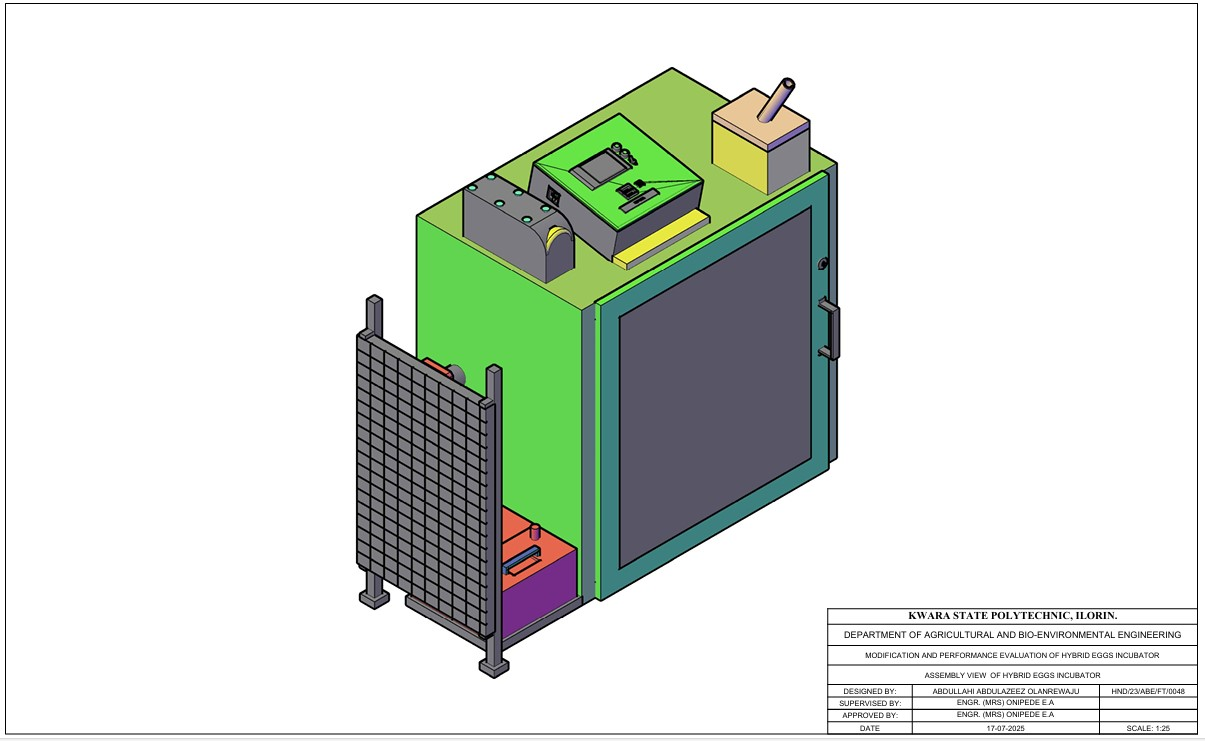 KWARA STATE POLYTECHNIC, ILORIN.
DEPARTMENT OF AGRICULTURAL AND BIO-ENVIRONMENTAL ENGINEERING
MODIFICATION AND PERFORMANCE EVALUATION OF HYBRID EGGS INCUBATOR
ASSEMBLY VIEW OF HYBRID EGGS INCUBATOR
DESIGNED BY: ABDULLAHI ABDULAZEEZ OLANREWAJU HND/23/ABE/FT/0048
SUPERVISED BY: ENGR. (MRS) ONIPEDE E.A
APPROVED BY: ENGR. (MRS) ONIPEDE E.A
DATE 17-07-2025 SCALE: 1:25